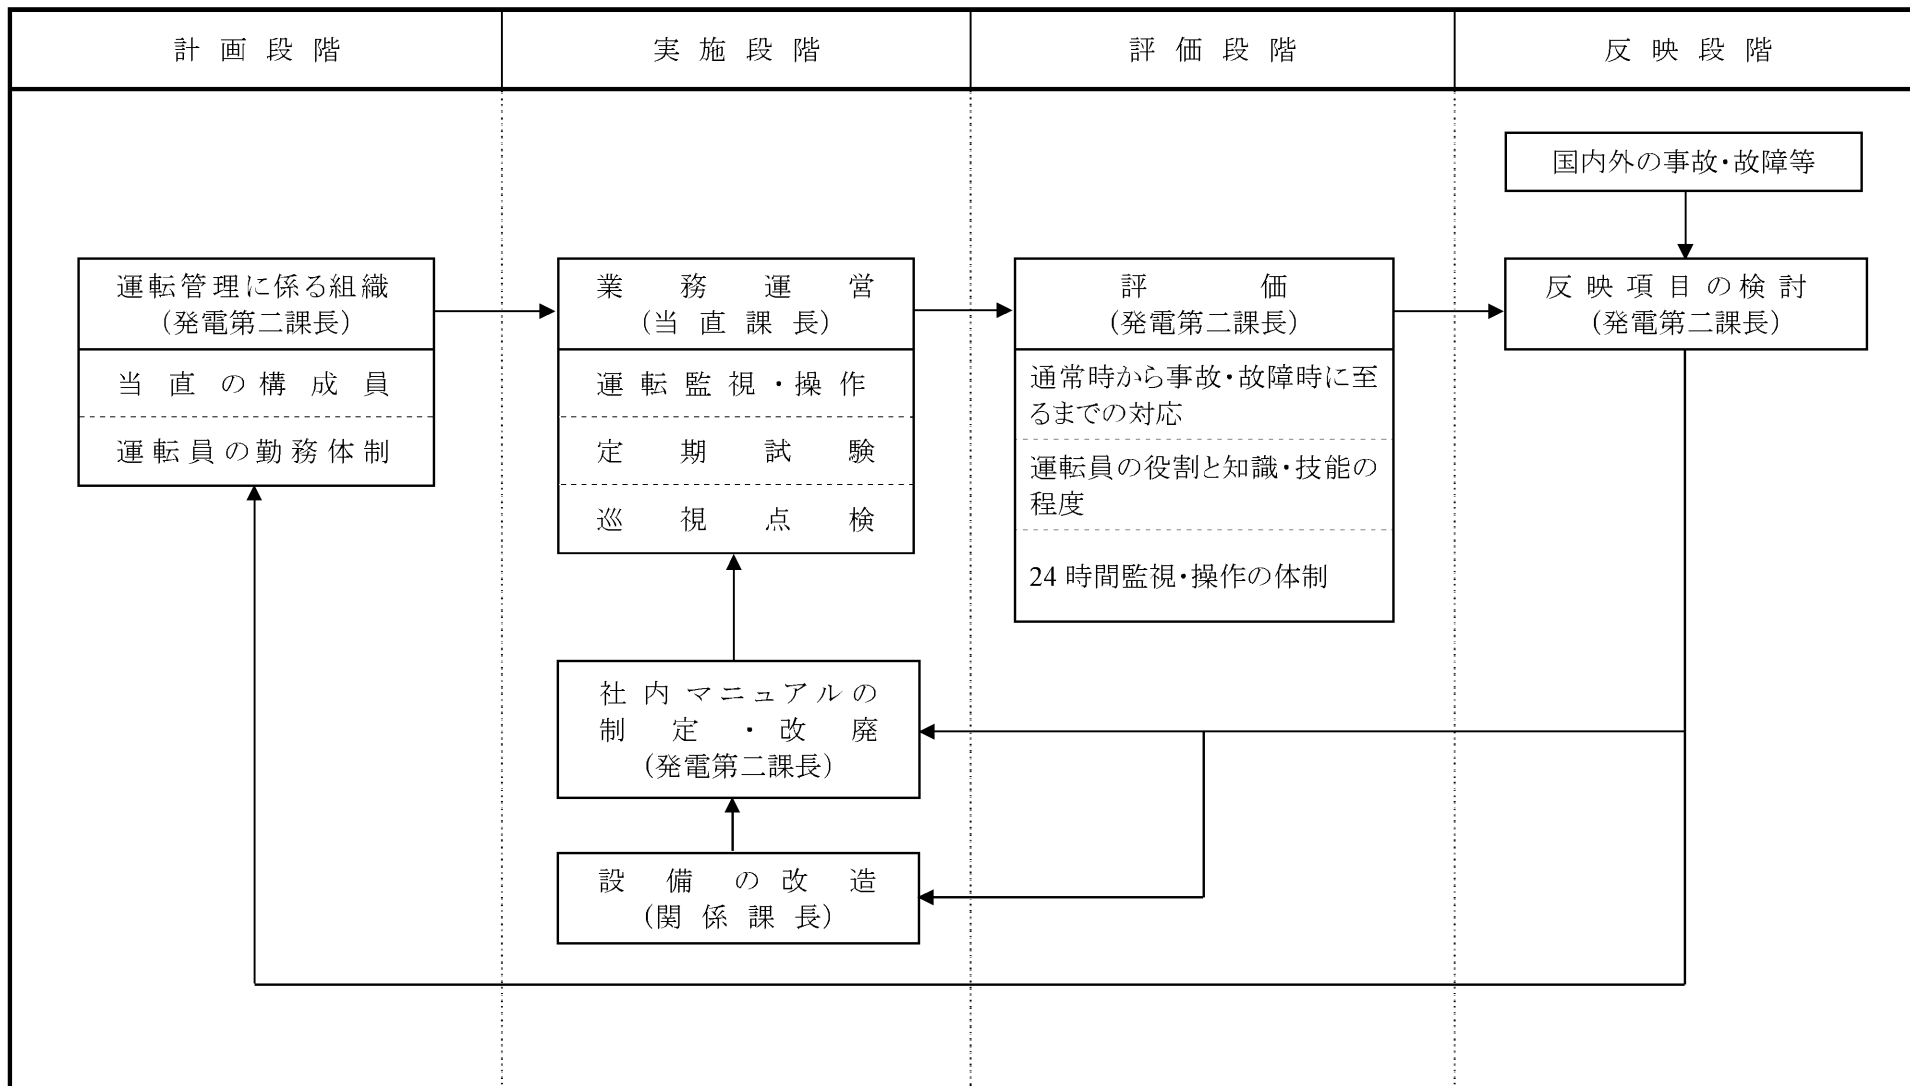 計画段階
実施段階
評価段階
反映段階
国内外の事故・故障等
運転管理に係る組織
(発電第二課長)
当直の構成員
運転員の勤務体制
業務運営
(当直課長)
運転監視・操作
定期試験
巡視点検
評価
(発電第二課長)
通常時から事故・故障時に至
るまでの対応
運転員の役割と知識・技能の
程度
24 時間監視・操作の体制
反映項目の検討
(発電第二課長)
社内マニュアルの
制定・改廃
(発電第二課長)
設備の改造
(関係課長)